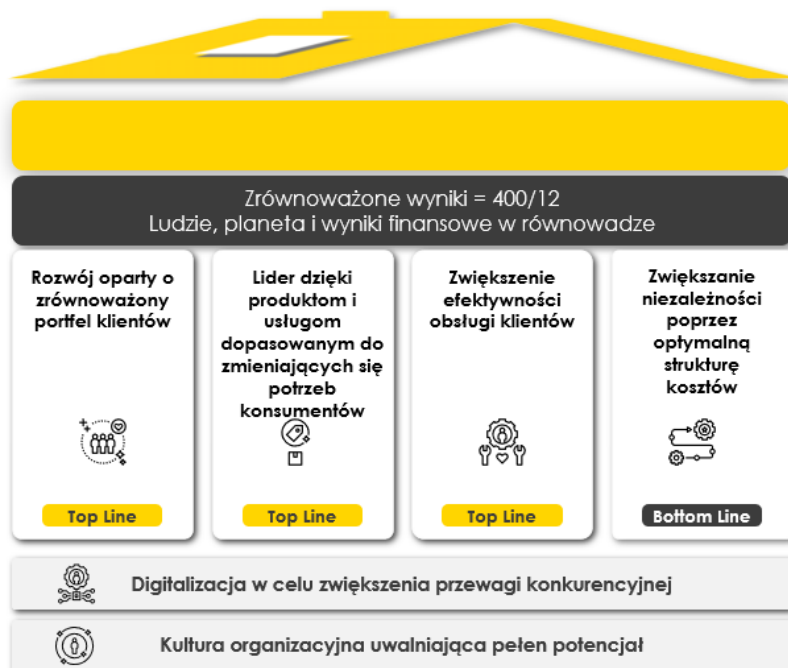 Zrównoważone wyniki = 400/12
Ludzie, planeta i wyniki finansowe w równowadze
Rozwój oparty o
zrównoważony
portfel klientów
Top Line
Lider dzięki
produktom i
usługom
dopasowanym do
zmieniających się
potrzeb
konsumentów
Top Line
Zwiększenie
efektywności
obsługi klientów
Top Line
Zwiększanie
niezależności
poprzez
optymalną
strukturę
kosztów
Bottom Line
Digitalizacja w celu zwiększenia przewagi konkurencyjnej
Kultura organizacyjna uwalniająca pełen potencjał